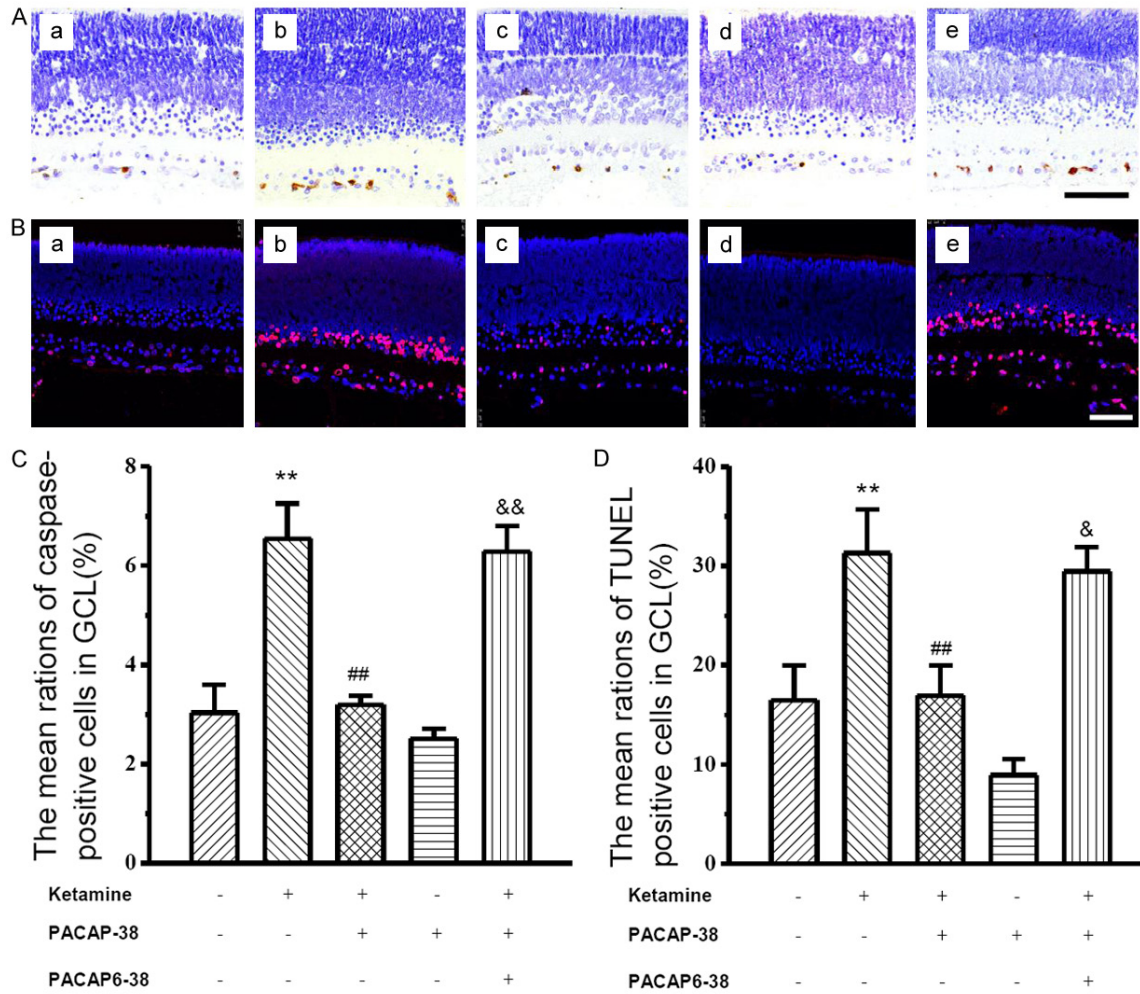 A a b c d e
B a b c d e
C
The mean rations of caspase-
positive cells in GCL(%)
8
6
4
2
0
** ## &&
Ketamine - + + - +
PACAP-38 - - + + +
PACAP6-38 - - - - +
D
The mean rations of TUNEL
positive cells in GCL(%)
40
30
20
10
0
** ## &
Ketamine - + + - +
PACAP-38 - - + + +
PACAP6-38 - - - - +